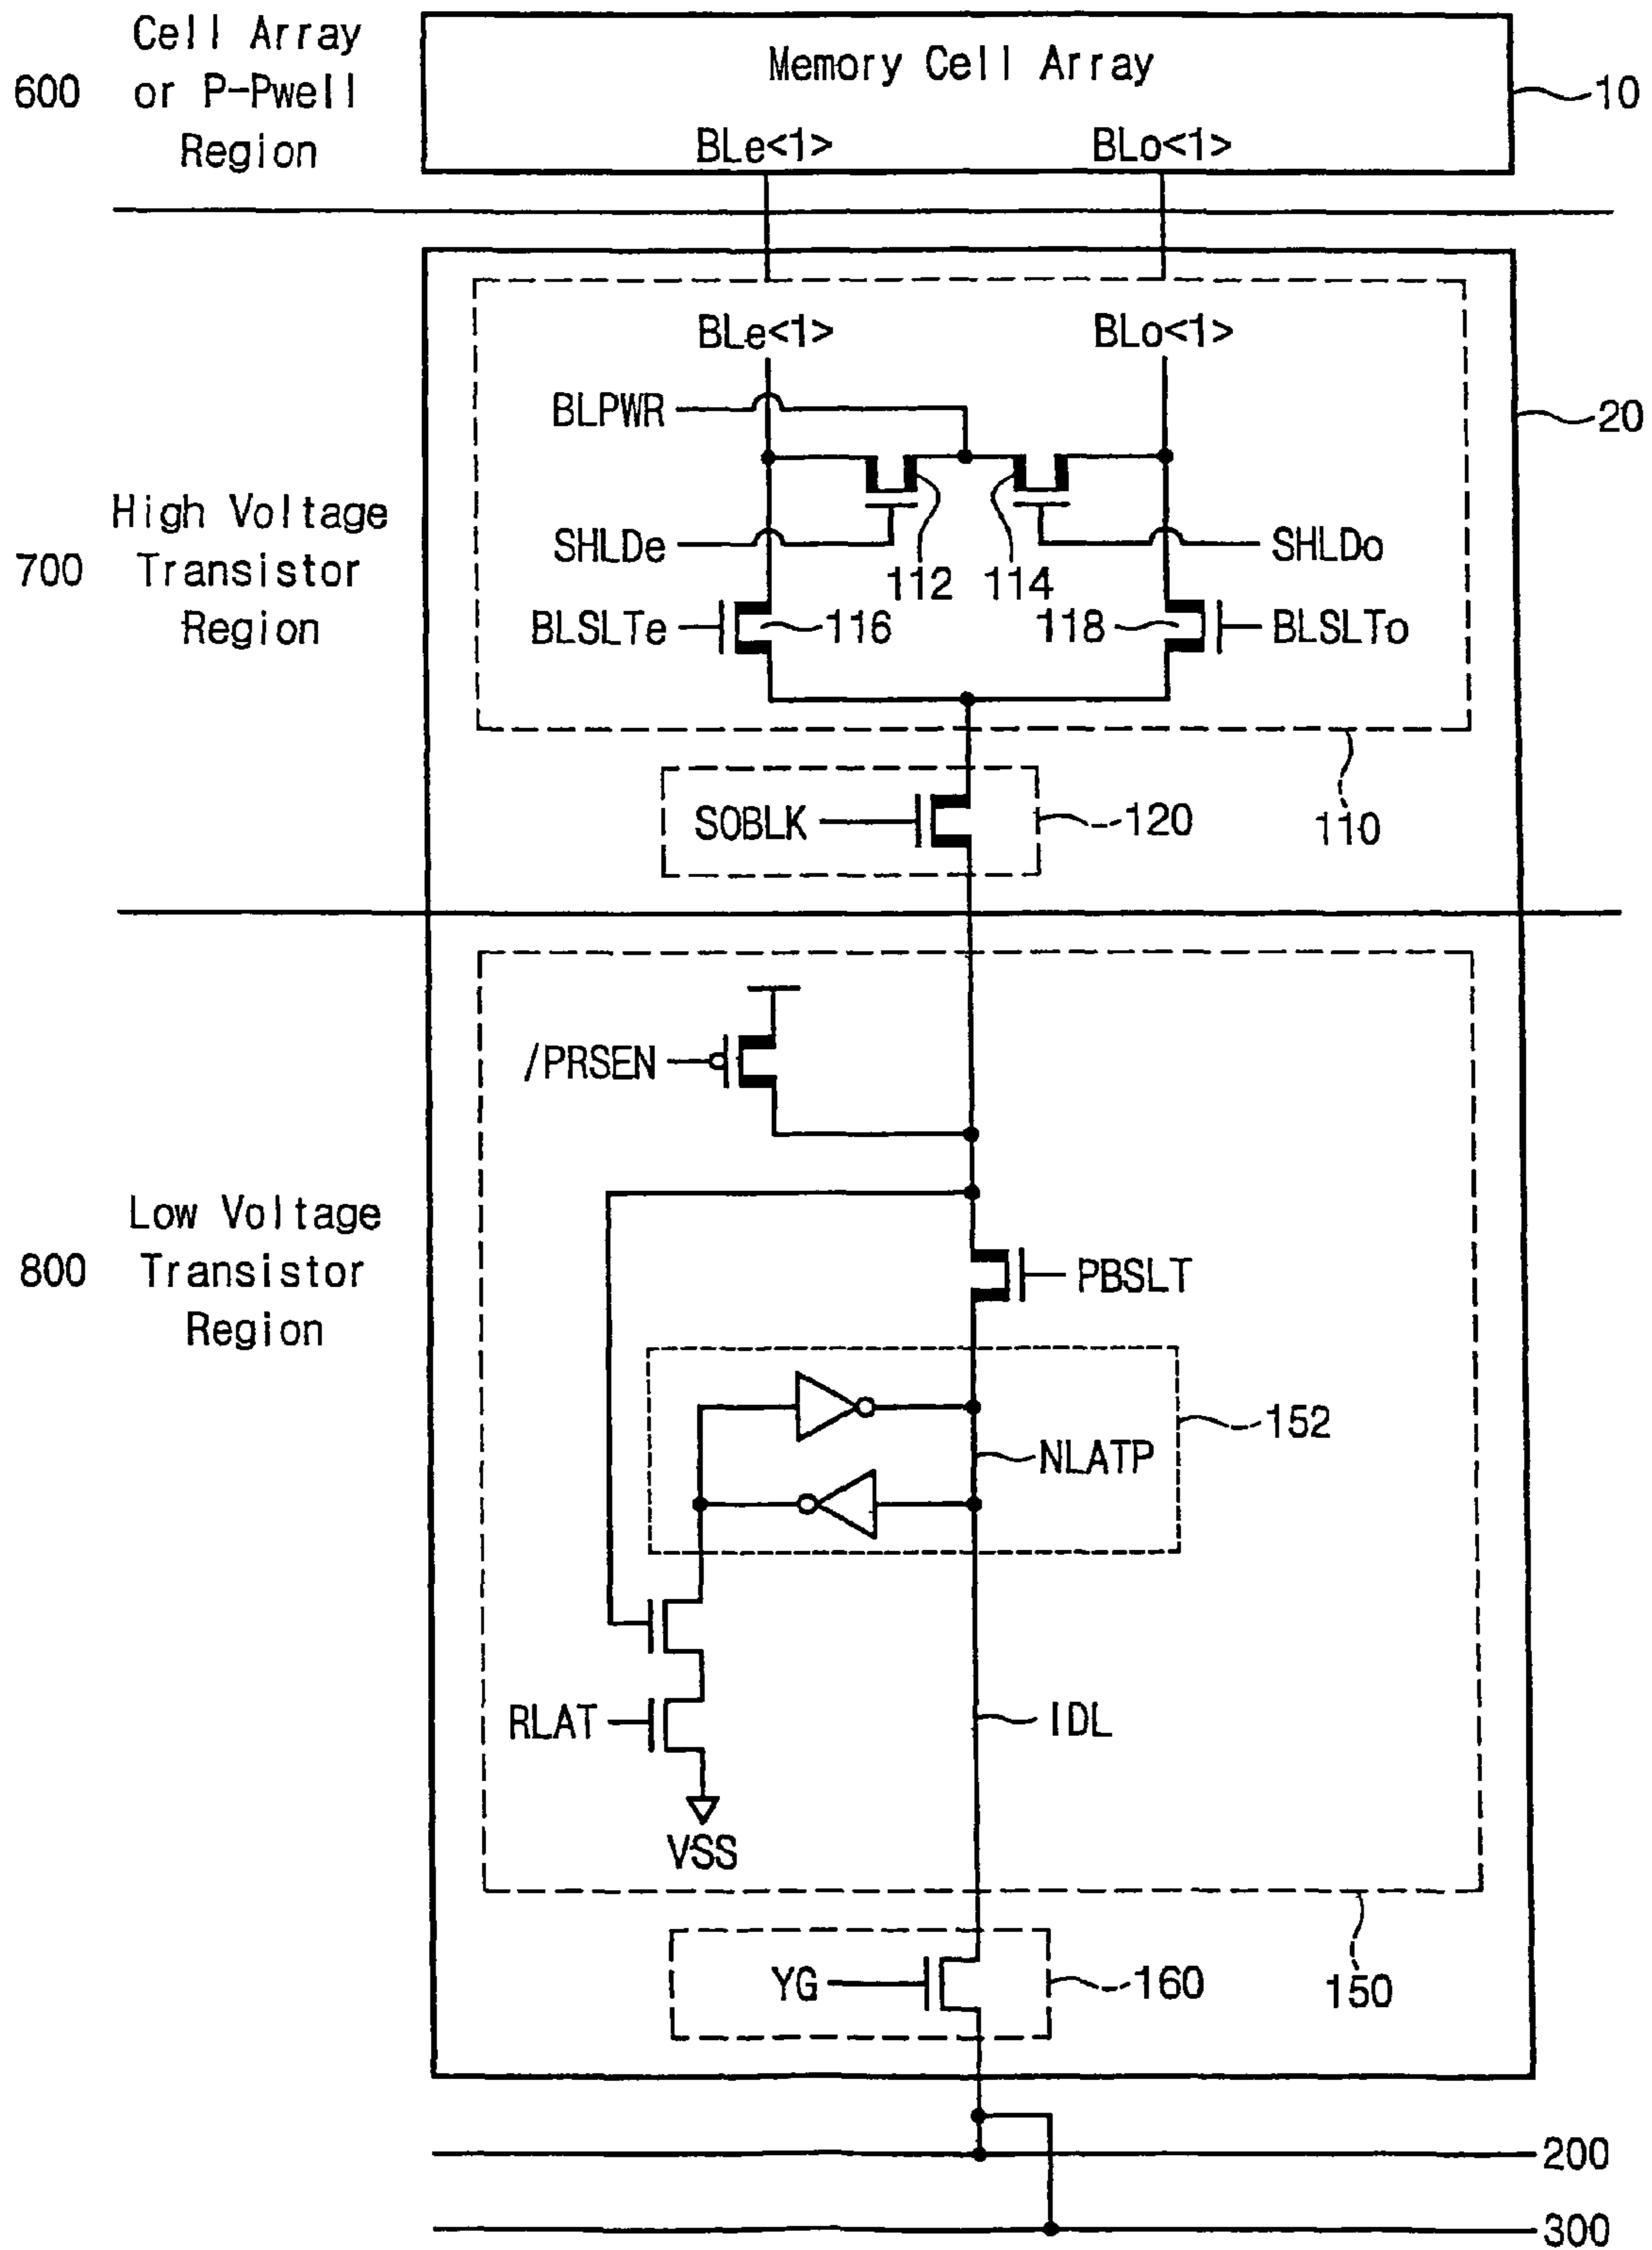 Cell Array
600 or P-Pwell
Region
Memory Cell Array
10
BLe<1> BLo<1>
BLe<1> BLo<1>
BLPWR
20
High Voltage
700 Transistor
Region
SHLDe SHLDo
112 114
BLSLTe 116 118 BLSLTo
SOBLK 120
110
/PRSEN
Low Voltage
800 Transistor
Region
PBSLT
152
NLATP
RLAT
IDL
VSS
YG 160
150
200
300